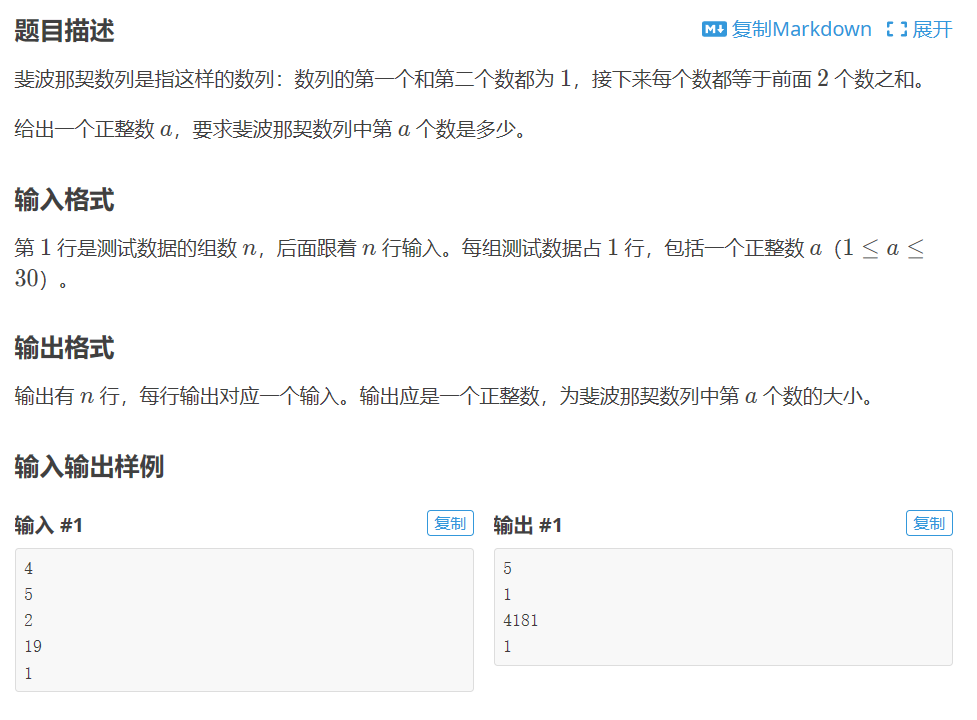 题目描述
复制Markdown 展开
斐波那契数列是指这样的数列：数列的第一个和第二个数都为 1，接下来每个数都等于前面 2 个数之和。
给出一个正整数 a，要求斐波那契数列中第 a 个数是多少。
输入格式
第 1 行是测试数据的组数 n，后面跟着 n 行输入。每组测试数据占 1 行，包括一个正整数 a（1 ≤ a ≤
30）。
输出格式
输出有 n 行，每行输出对应一个输入。输出应是一个正整数，为斐波那契数列中第 a 个数的大小。
输入输出样例
输入 #1
复制
4
5
2
19
1
输出 #1
复制
5
1
4181
1